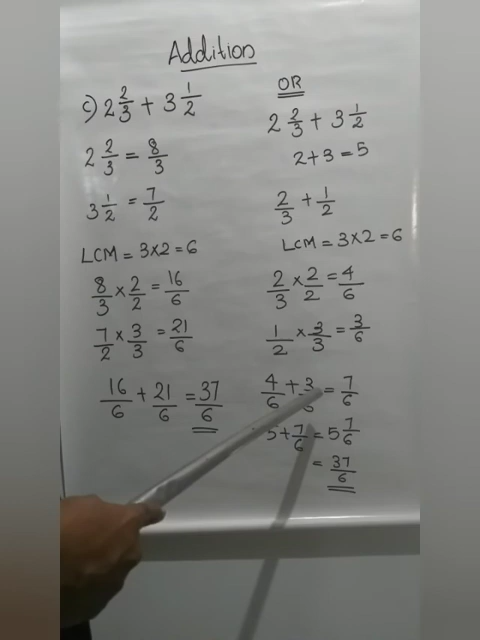 Addition
c) 2 2/3 + 3 1/2
2 2/3 = 8/3
3 1/2 = 7/2
LCM = 3×2 = 6
8/3 × 2/2 = 16/6
7/2 × 3/3 = 21/6
16/6 + 21/6 = 37/6
OR
2 2/3 + 3 1/2
2+3 = 5
2/3 + 1/2
LCM = 3×2 = 6
2/3 × 2/2 = 4/6
1/2 × 3/3 = 3/6
4/6 + 3/6 = 7/6
5 + 7/6 = 5 7/6
= 37/6